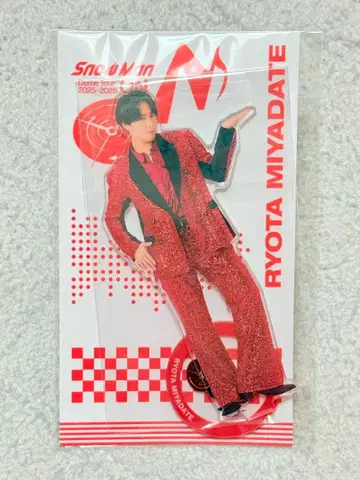 Snow Man
Dome Tour
2025-2026
RYOTA MIYADATE
RYOTA MIYADATE